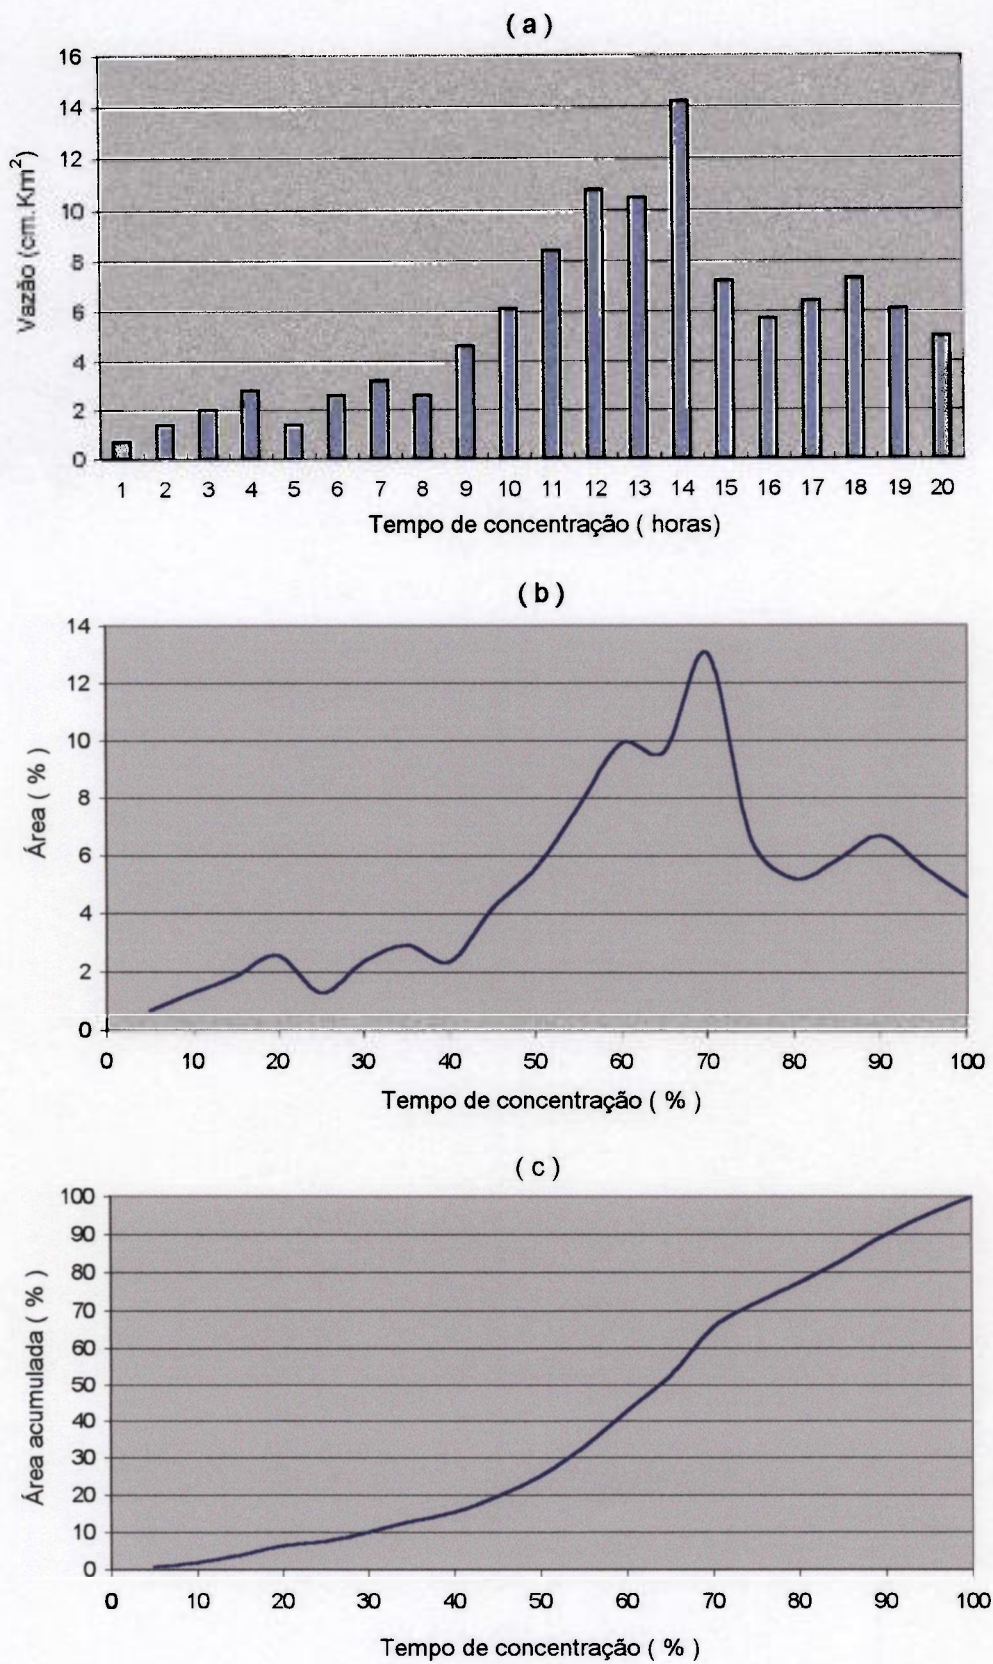 ( a )
16
14
12
10
8
6
4
2
0
Vazão (cm.Km²)
1 2 3 4 5 6 7 8 9 10 11 12 13 14 15 16 17 18 19 20
Tempo de concentração ( horas)
( b )
14
12
10
8
6
4
2
0
Área ( % )
0 10 20 30 40 50 60 70 80 90 100
Tempo de concentração ( % )
( c )
100
90
80
70
60
50
40
30
20
10
0
Área acumulada ( % )
0 10 20 30 40 50 60 70 80 90 100
Tempo de concentração ( % )